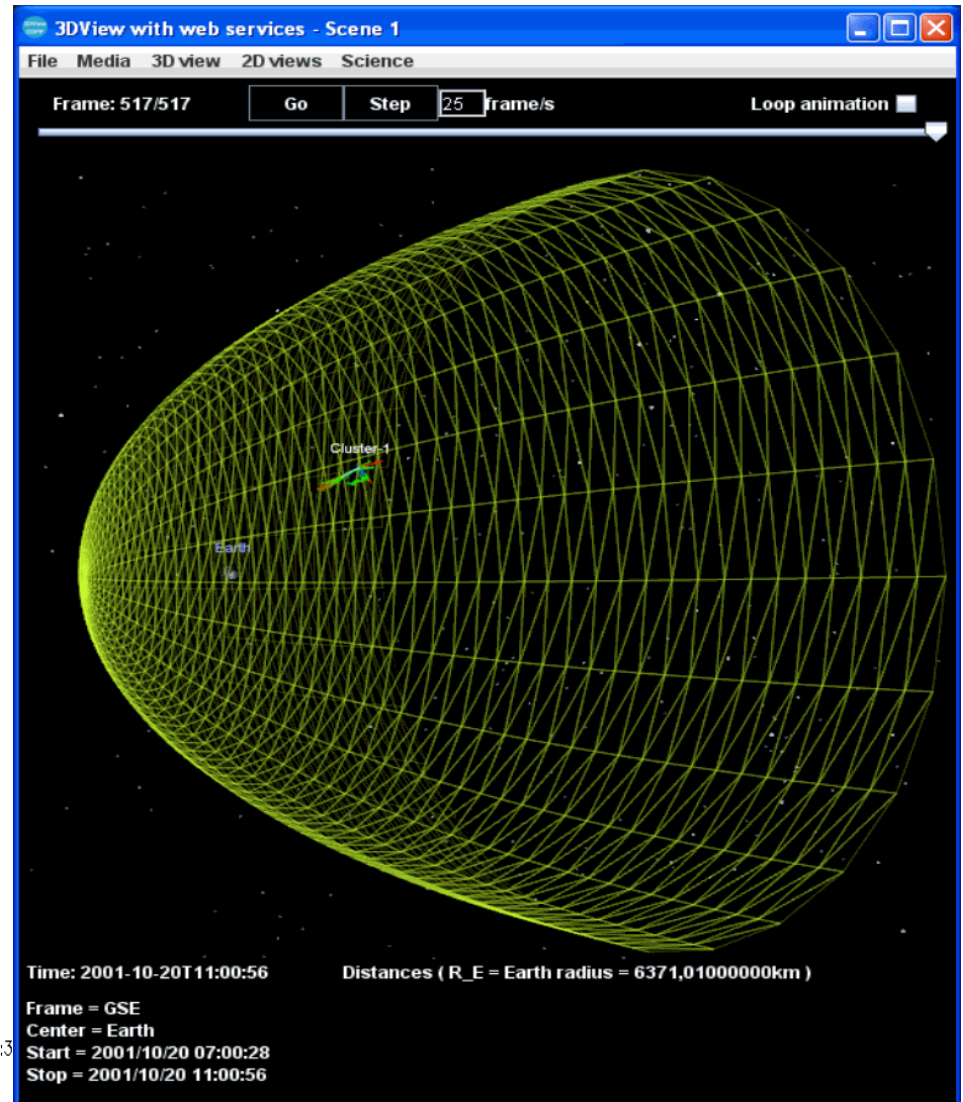 3DView with web services - Scene 1
File Media 3D view 2D views Science
Frame: 517/517 Go Step 25 frame/s Loop animation
Cluster-1
Earth
Time: 2001-10-20T11:00:56 Distances ( R_E = Earth radius = 6371,01000000km )
Frame = GSE
Center = Earth
:3
Start = 2001/10/20 07:00:28
Stop = 2001/10/20 11:00:56